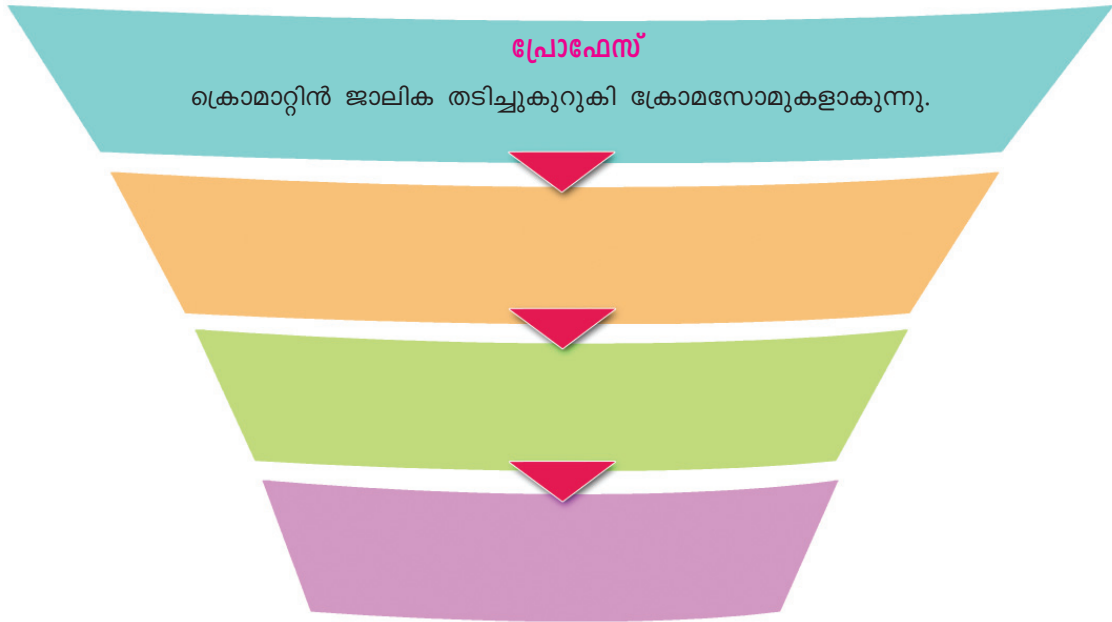 പ്രോഫേസ്
ക്രൊമാറ്റിൻ ജാലിക തടിച്ചുകുറുകി ക്രോമസോമുകളാകുന്നു.